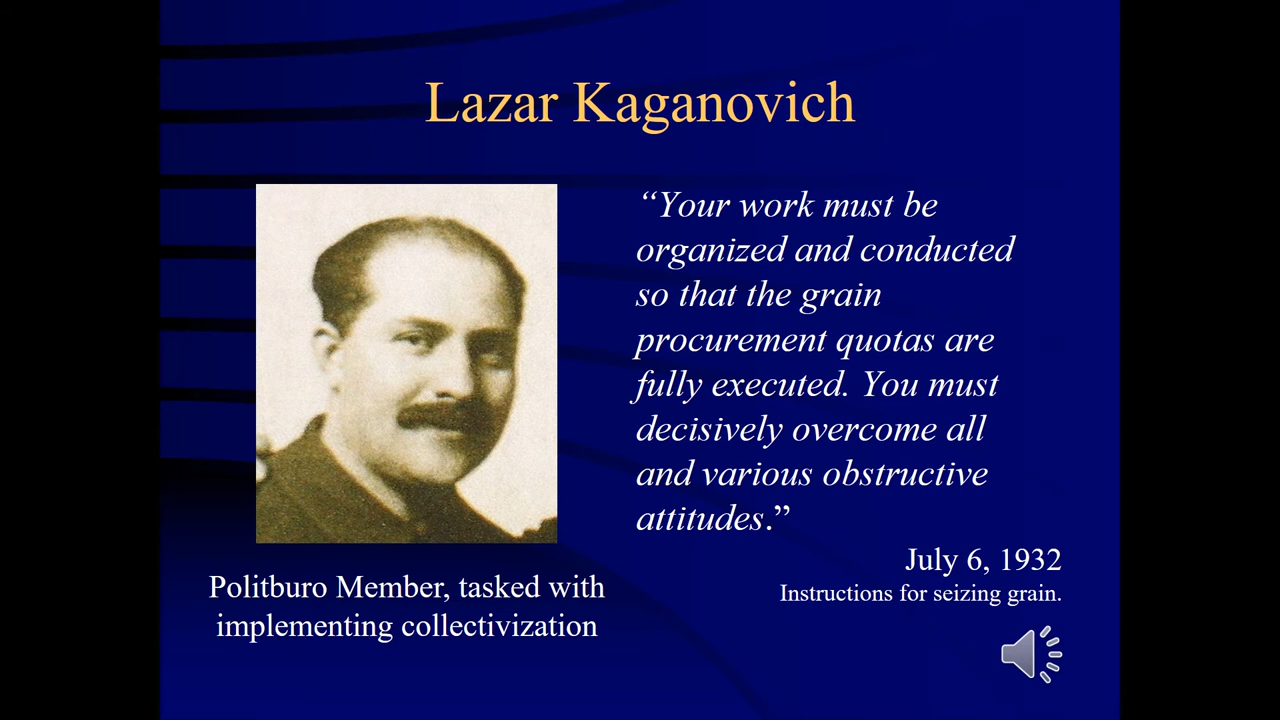 Lazar Kaganovich
“Your work must be
organized and conducted
so that the grain
procurement quotas are
fully executed. You must
decisively overcome all
and various obstructive
attitudes.”
July 6, 1932
Instructions for seizing grain.
Politburo Member, tasked with
implementing collectivization